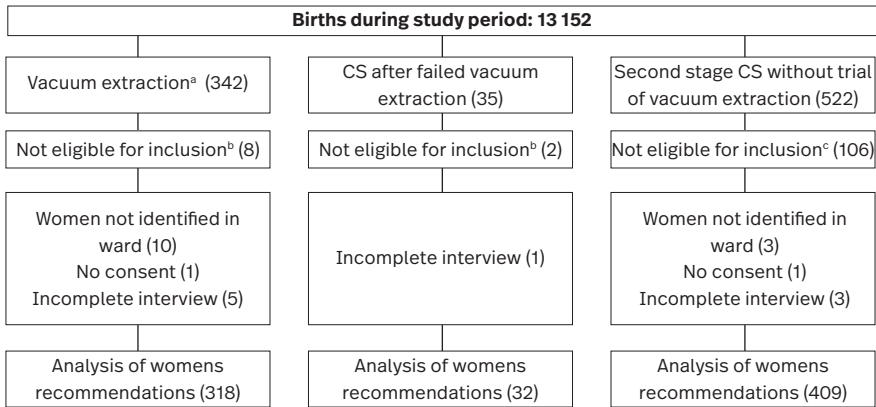 Births during study period: 13 152
Vacuum extractionᵃ (342)
CS after failed vacuum
extraction (35)
Second stage CS without trial
of vacuum extraction (522)
Not eligible for inclusionᵇ (8)
Not eligible for inclusionᵇ (2)
Not eligible for inclusionᶜ (106)
Women not identified in
ward (10)
No consent (1)
Incomplete interview (5)
Incomplete interview (1)
Women not identified in
ward (3)
No consent (1)
Incomplete interview (3)
Analysis of womens
recommendations (318)
Analysis of womens
recommendations (32)
Analysis of womens
recommendations (409)